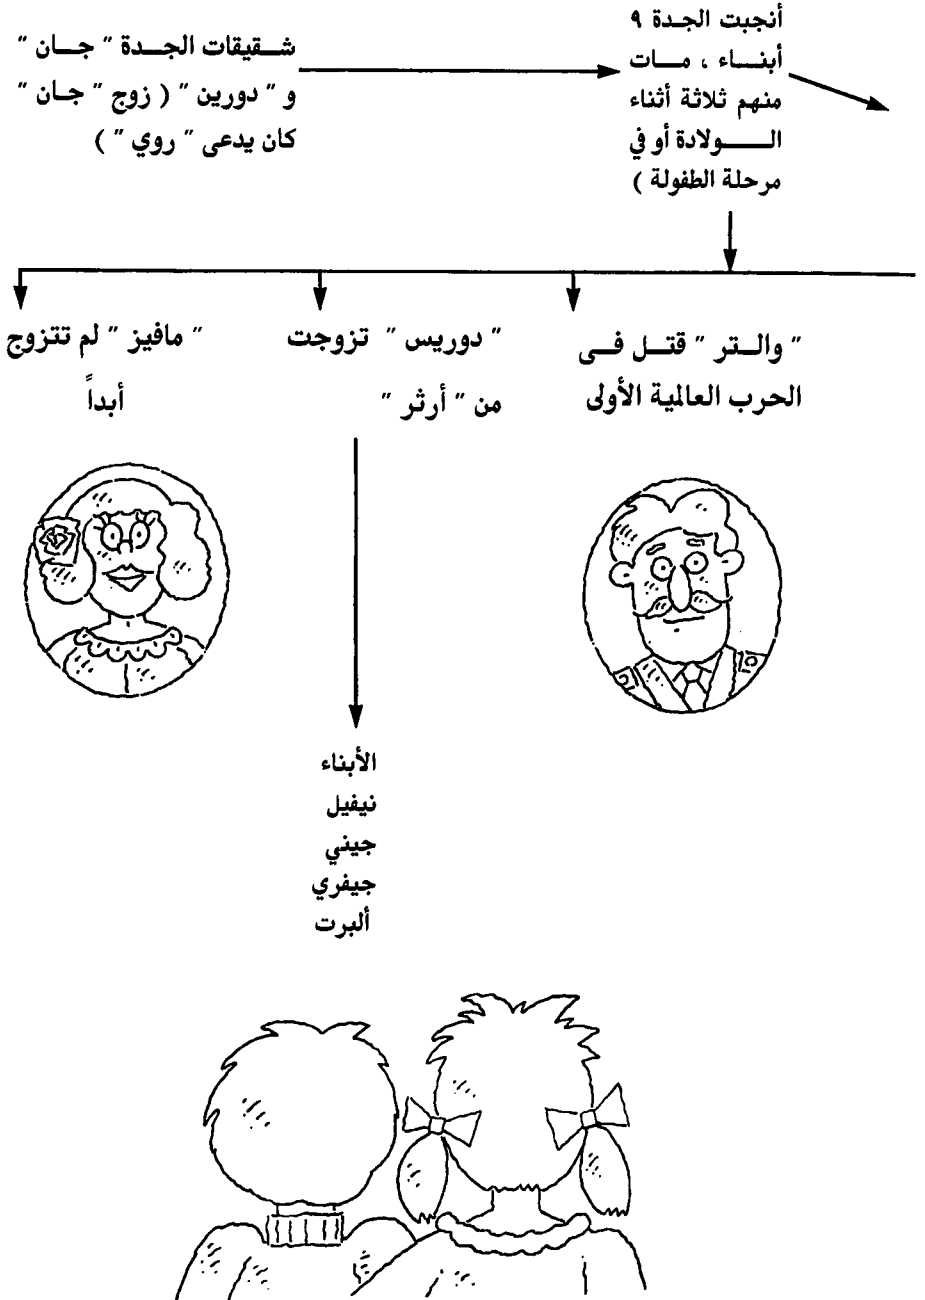 أنجبت الجدة ٩
أبناء ، مات
منهم ثلاثة أثناء
الولادة أو في
مرحلة الطفولة )
شقيقات الجدة " جان "
و " دورين " ( زوج " جان "
كان يدعى " روي " )
" والتر " قتل فى
الحرب العالمية الأولى
" دوريس " تزوجت
من " أرثر "
" مافيز " لم تتزوج
أبداً
الأبناء
نيفيل
جيني
جيفري
ألبرت